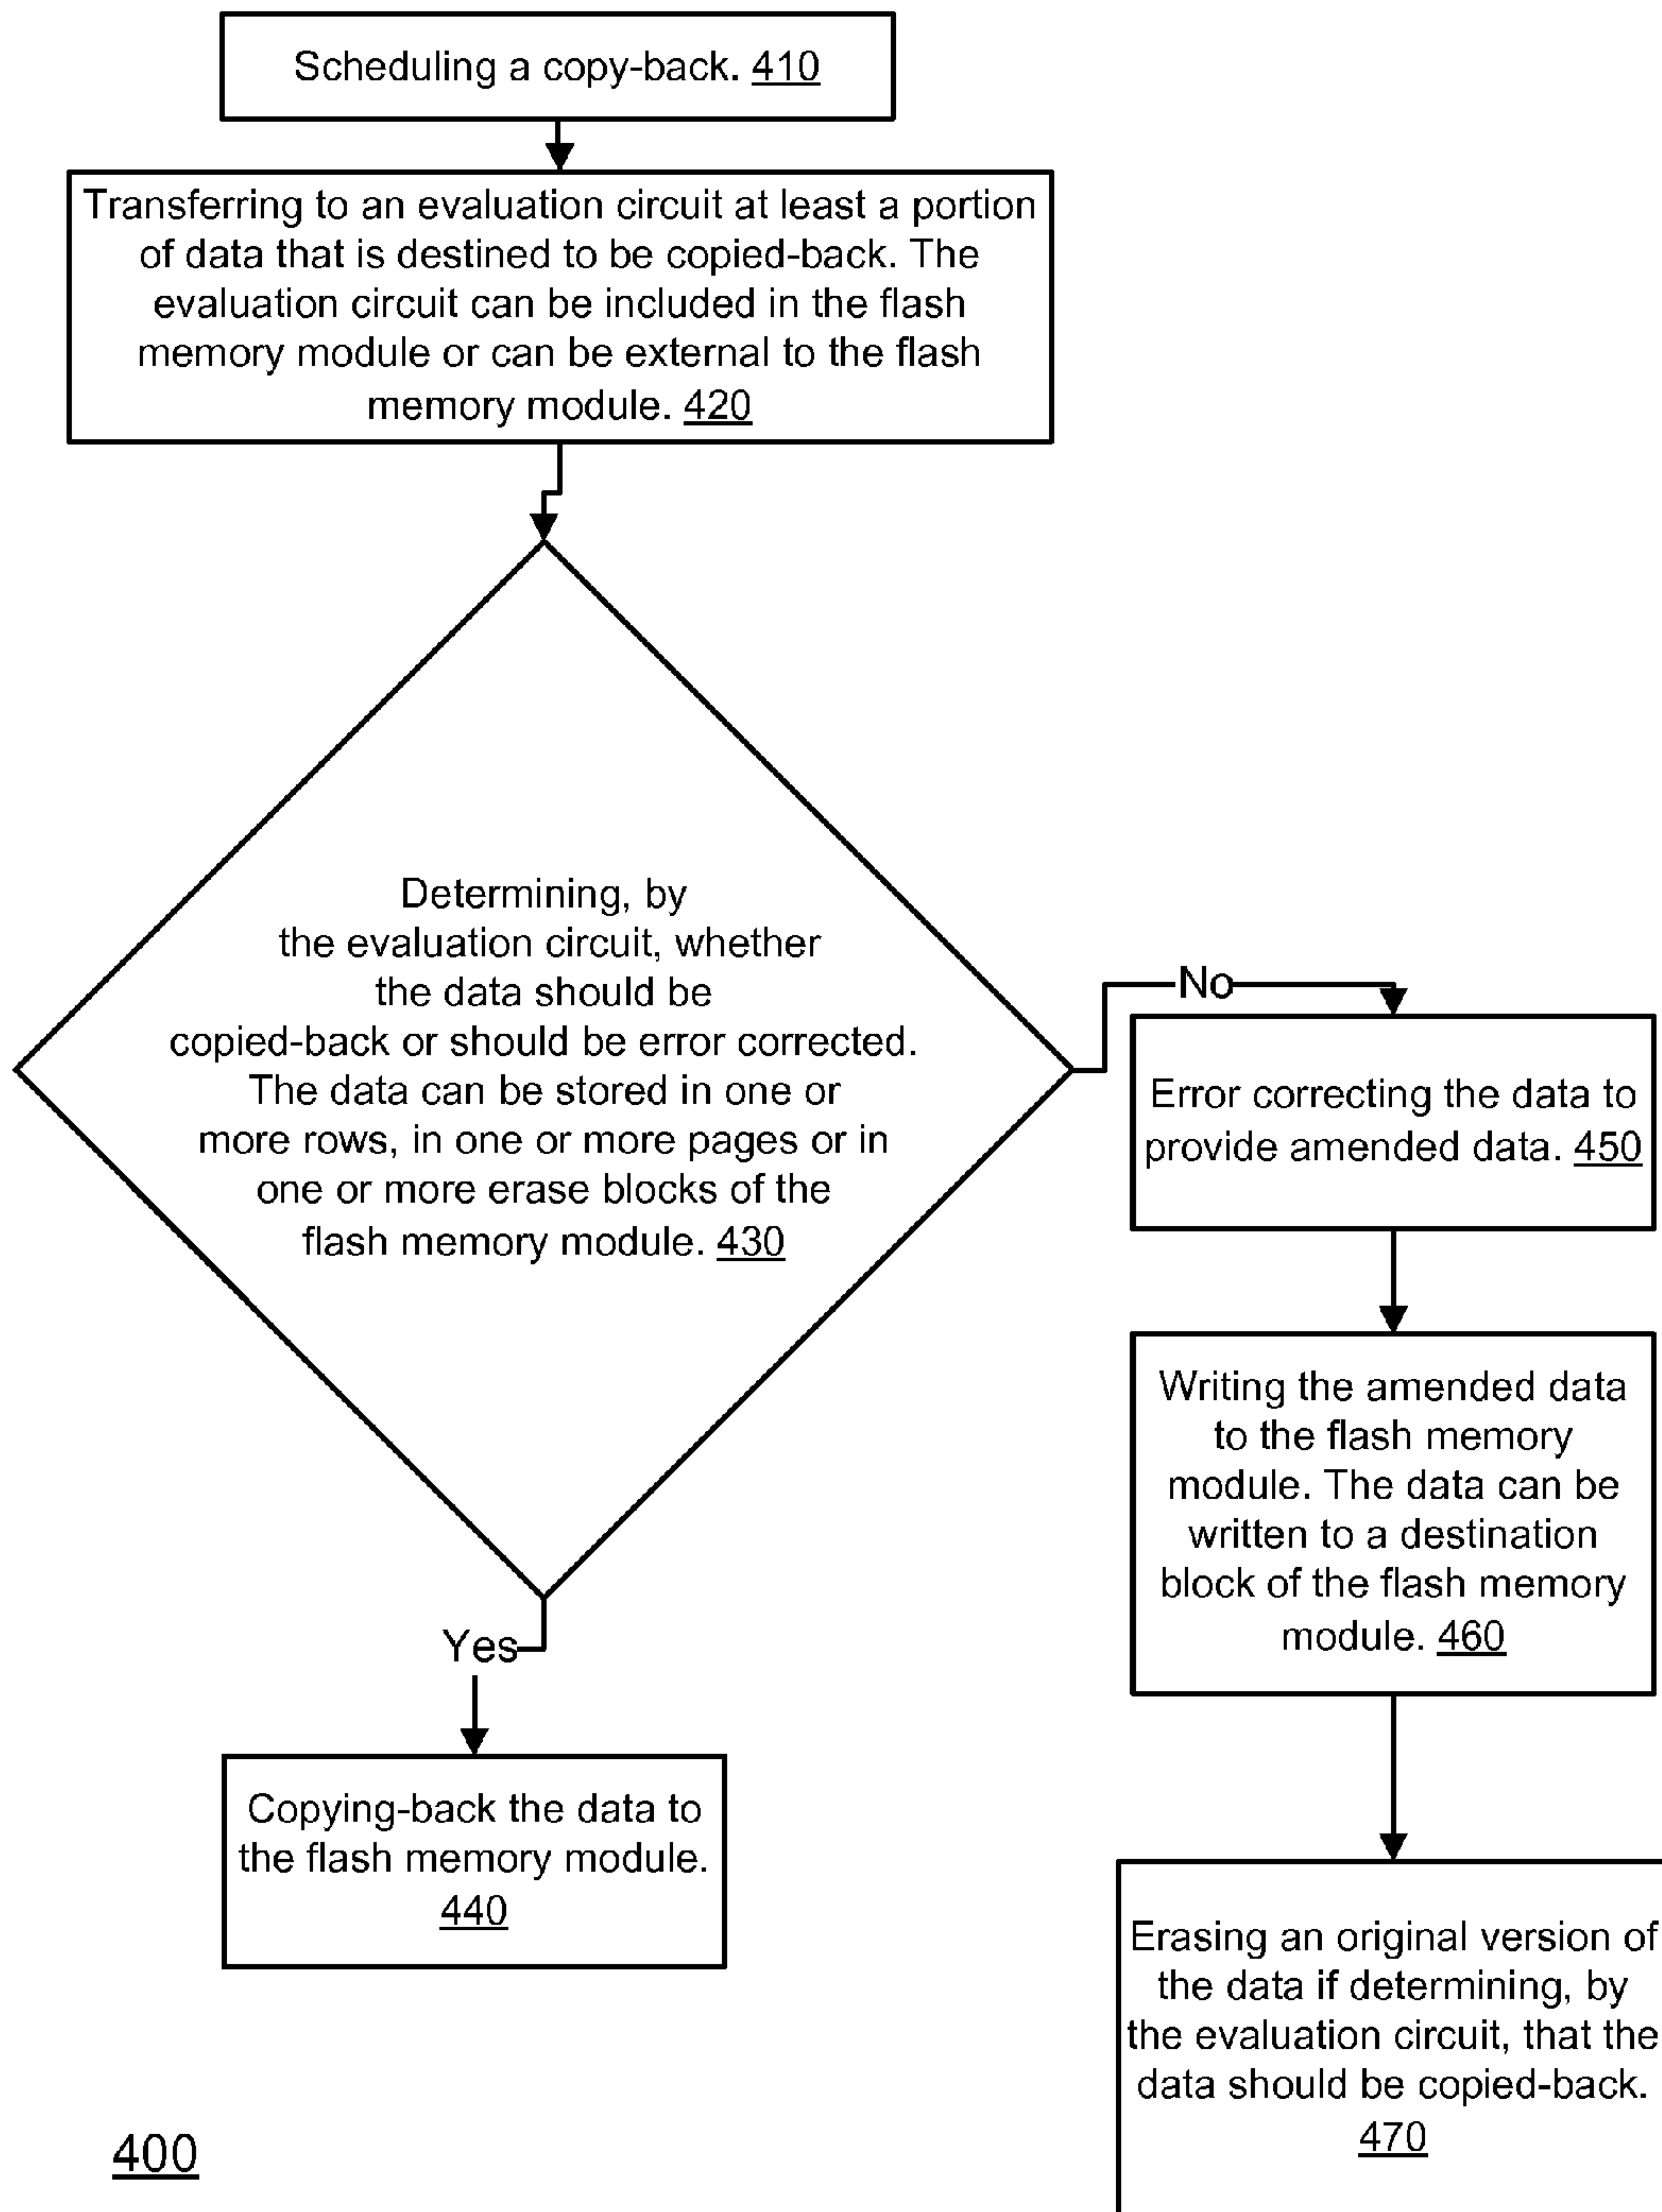 Scheduling a copy-back. 410
Transferring to an evaluation circuit at least a portion
of data that is destined to be copied-back. The
evaluation circuit can be included in the flash
memory module or can be external to the flash
memory module. 420
Determining, by
the evaluation circuit, whether
the data should be
copied-back or should be error corrected.
The data can be stored in one or
more rows, in one or more pages or in
one or more erase blocks of the
flash memory module. 430
No
Error correcting the data to
provide amended data. 450
Writing the amended data
to the flash memory
module. The data can be
written to a destination
block of the flash memory
module. 460
Yes
Copying-back the data to
the flash memory module.
440
Erasing an original version of
the data if determining, by
the evaluation circuit, that the
data should be copied-back.
470
400